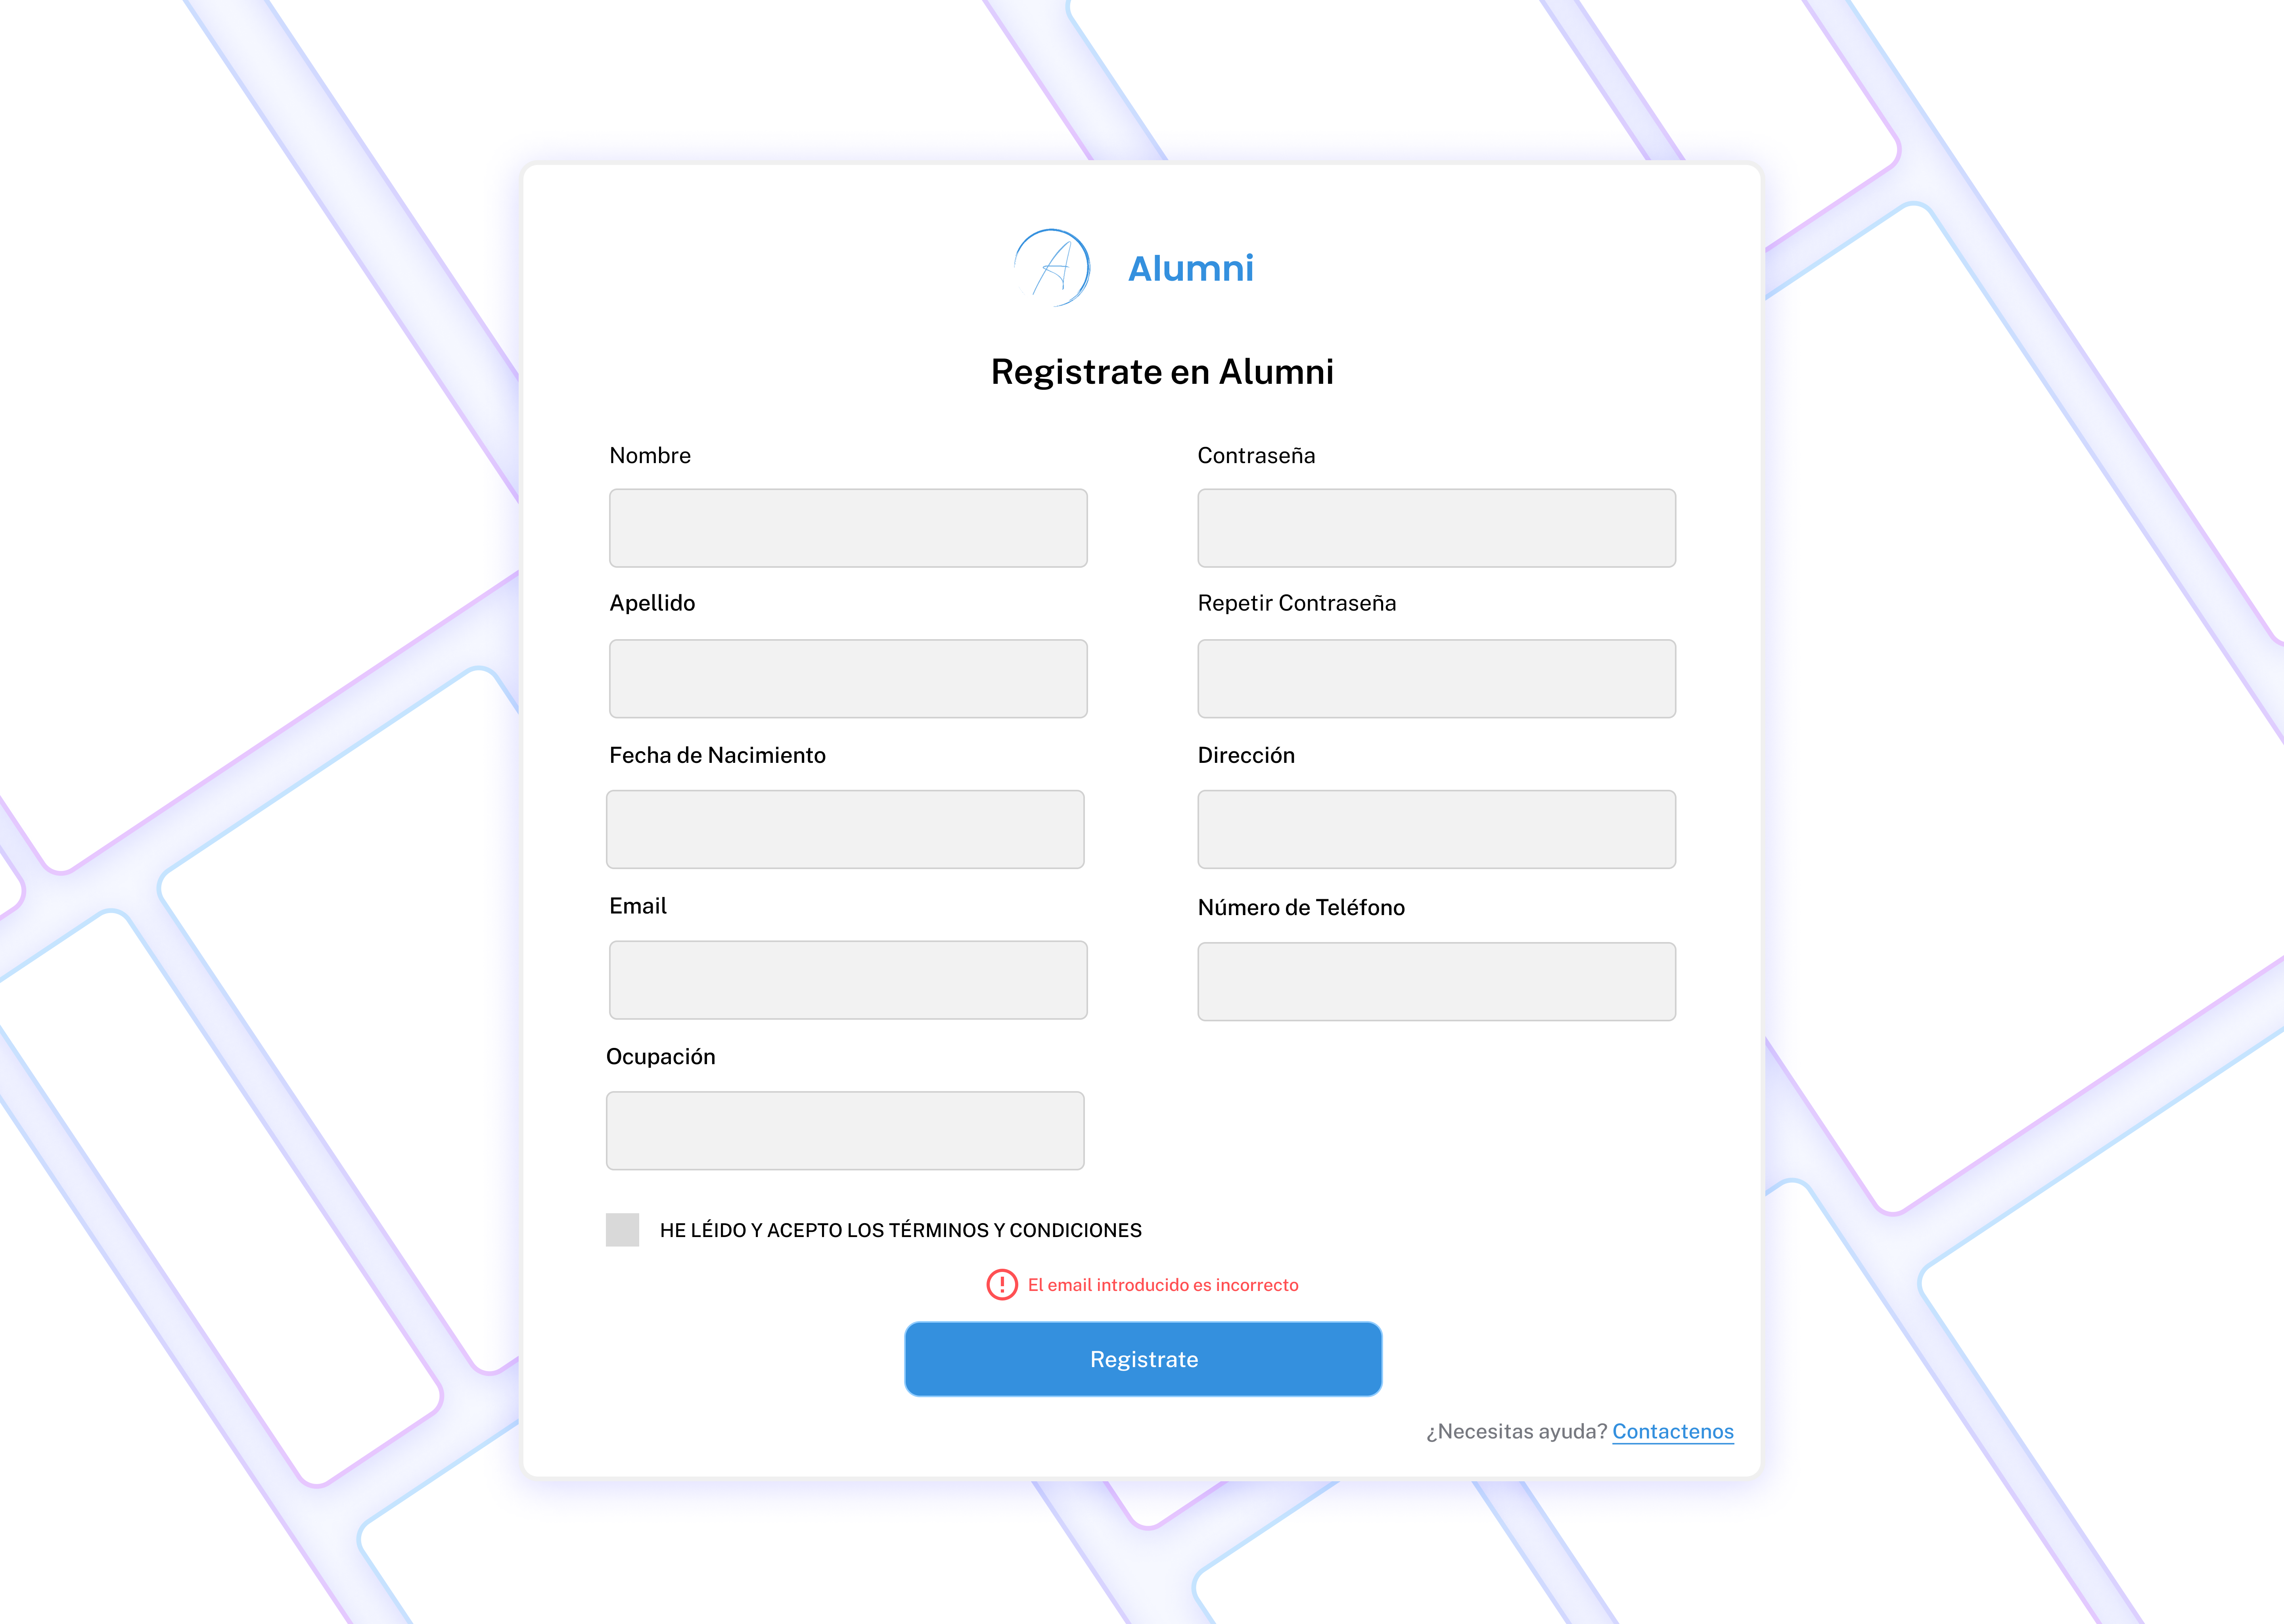 Alumni
Registrate en Alumni
Nombre
Contraseña
Apellido
Repetir Contraseña
Fecha de Nacimiento
Dirección
Email
Número de Teléfono
Ocupación
HE LÉIDO Y ACEPTO LOS TÉRMINOS Y CONDICIONES
El email introducido es incorrecto
Registrate
¿Necesitas ayuda? Contactenos